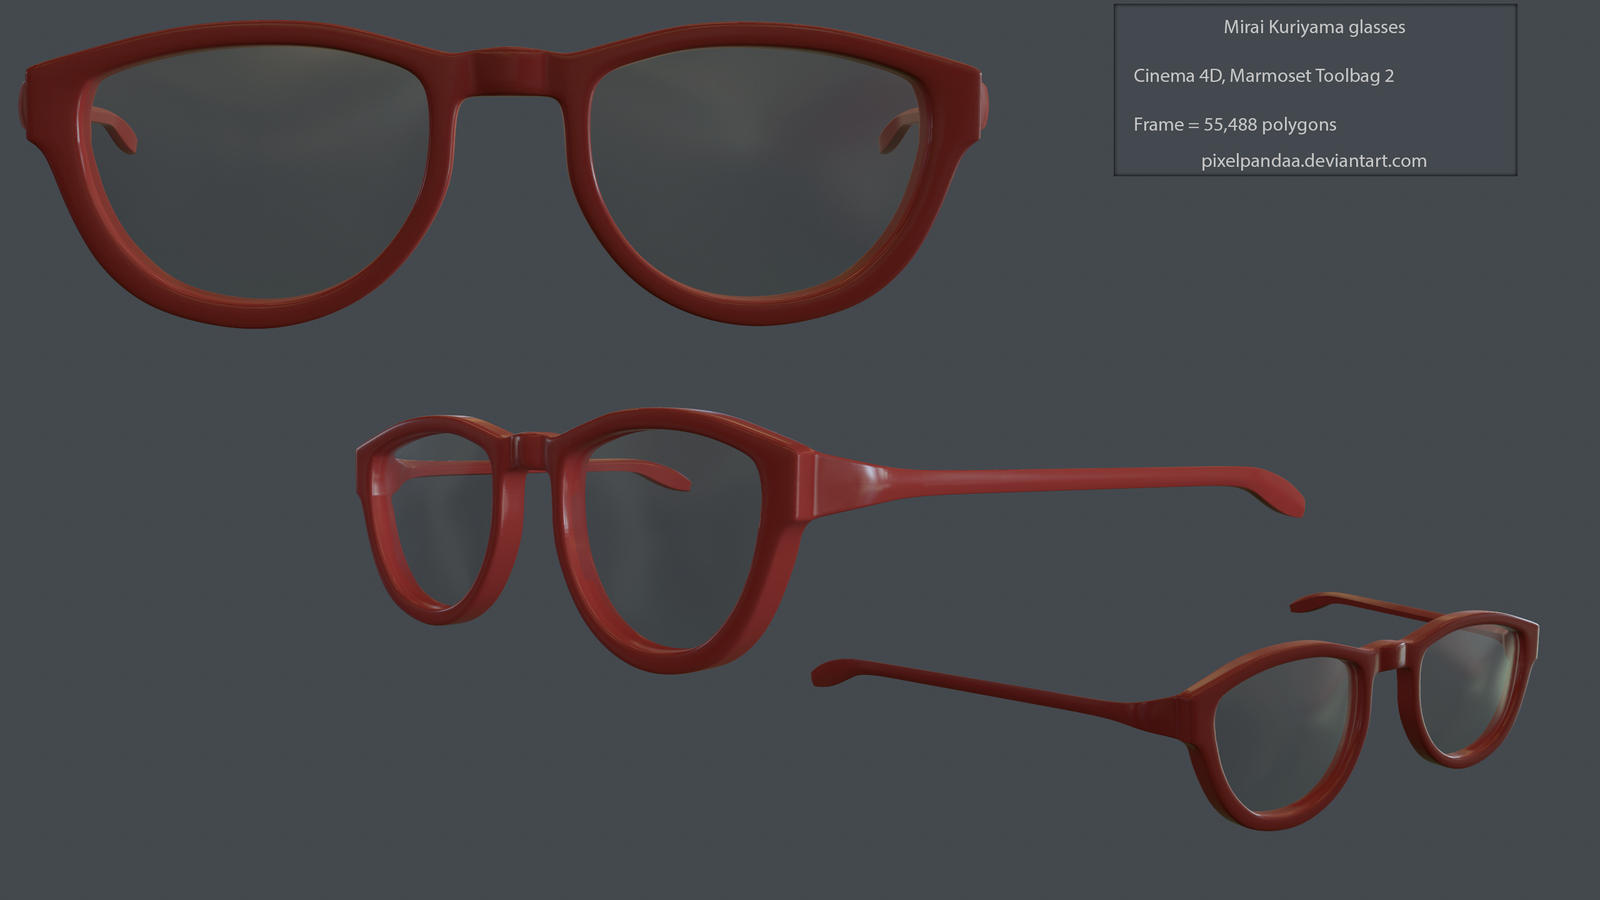 Mirai Kuriyama glasses
Cinema 4D, Marmoset Toolbag 2
Frame = 55,488 polygons
pixelpandaa.deviantart.com